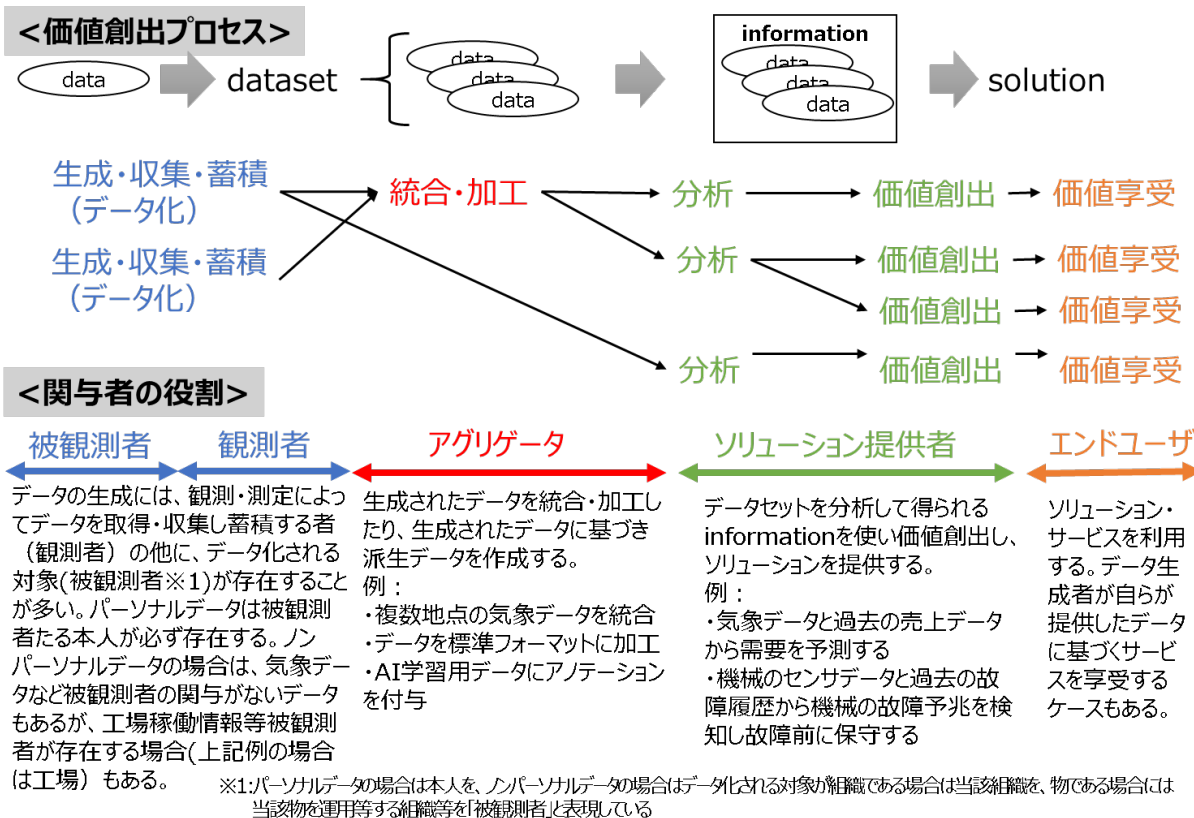 <価値創出プロセス>
data
dataset
data
data
data
information
data
data
data
solution
生成・収集・蓄積
（データ化）
統合・加工
分析
価値創出
価値享受
生成・収集・蓄積
（データ化）
分析
価値創出
価値享受
価値創出
価値享受
分析
価値創出
価値享受
<関与者の役割>
被観測者
観測者
アグリゲータ
ソリューション提供者
エンドユーザ
データの生成には、観測・測定によっ
てデータを取得・収集し蓄積する者
（観測者）の他に、データ化される
対象(被観測者※1)が存在すること
が多い。パーソナルデータは被観測
者たる本人が必ず存在する。ノン
パーソナルデータの場合は、気象デー
タなど被観測者の関与がないデータ
もあるが、工場稼働情報等被観測
者が存在する場合(上記例の場合
は工場）もある。
生成されたデータを統合・加工し
たり、生成されたデータに基づき
派生データを作成する。
例：
・複数地点の気象データを統合
・データを標準フォーマットに加工
・AI学習用データにアノテーション
を付与
データセットを分析して得られる
informationを使い価値創出し、
ソリューションを提供する。
例：
・気象データと過去の売上データ
から需要を予測する
・機械のセンサデータと過去の故
障履歴から機械の故障予兆を検
知し故障前に保守する
ソリューション・
サービスを利用
する。データ生
成者が自らが
提供したデータ
に基づくサービ
スを享受する
ケースもある。
※1:パーソナルデータの場合は本人を、ノンパーソナルデータの場合はデータ化される対象が組織である場合は当該組織を、物である場合には
当該物を運用等する組織等を「被観測者」と表現している